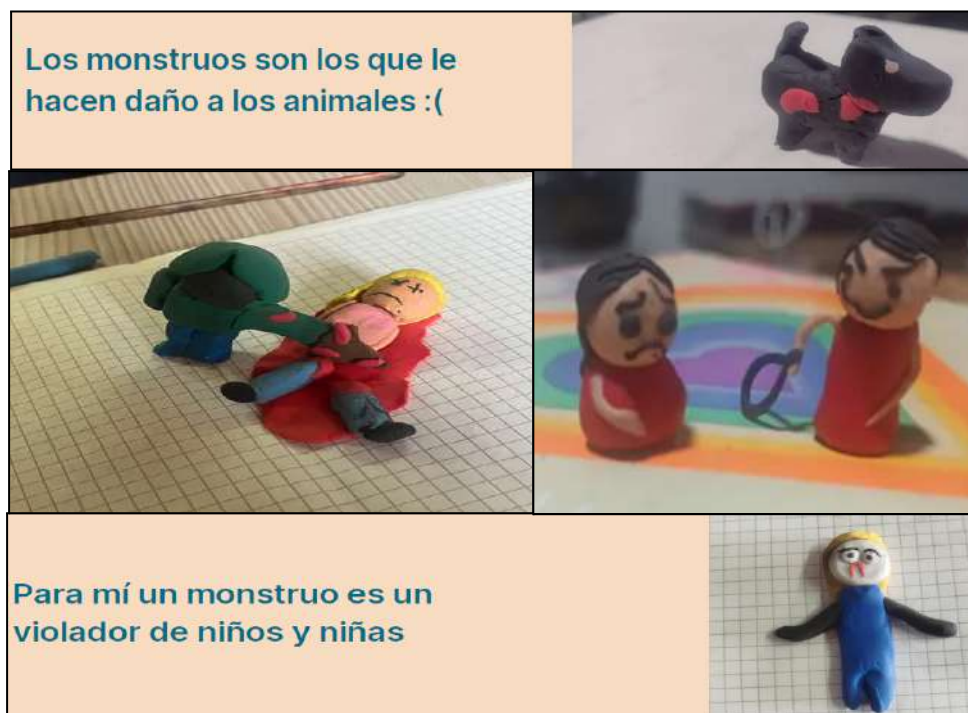 Los monstruos son los que le
hacen daño a los animales :(
Para mí un monstruo es un
violador de niños y niñas